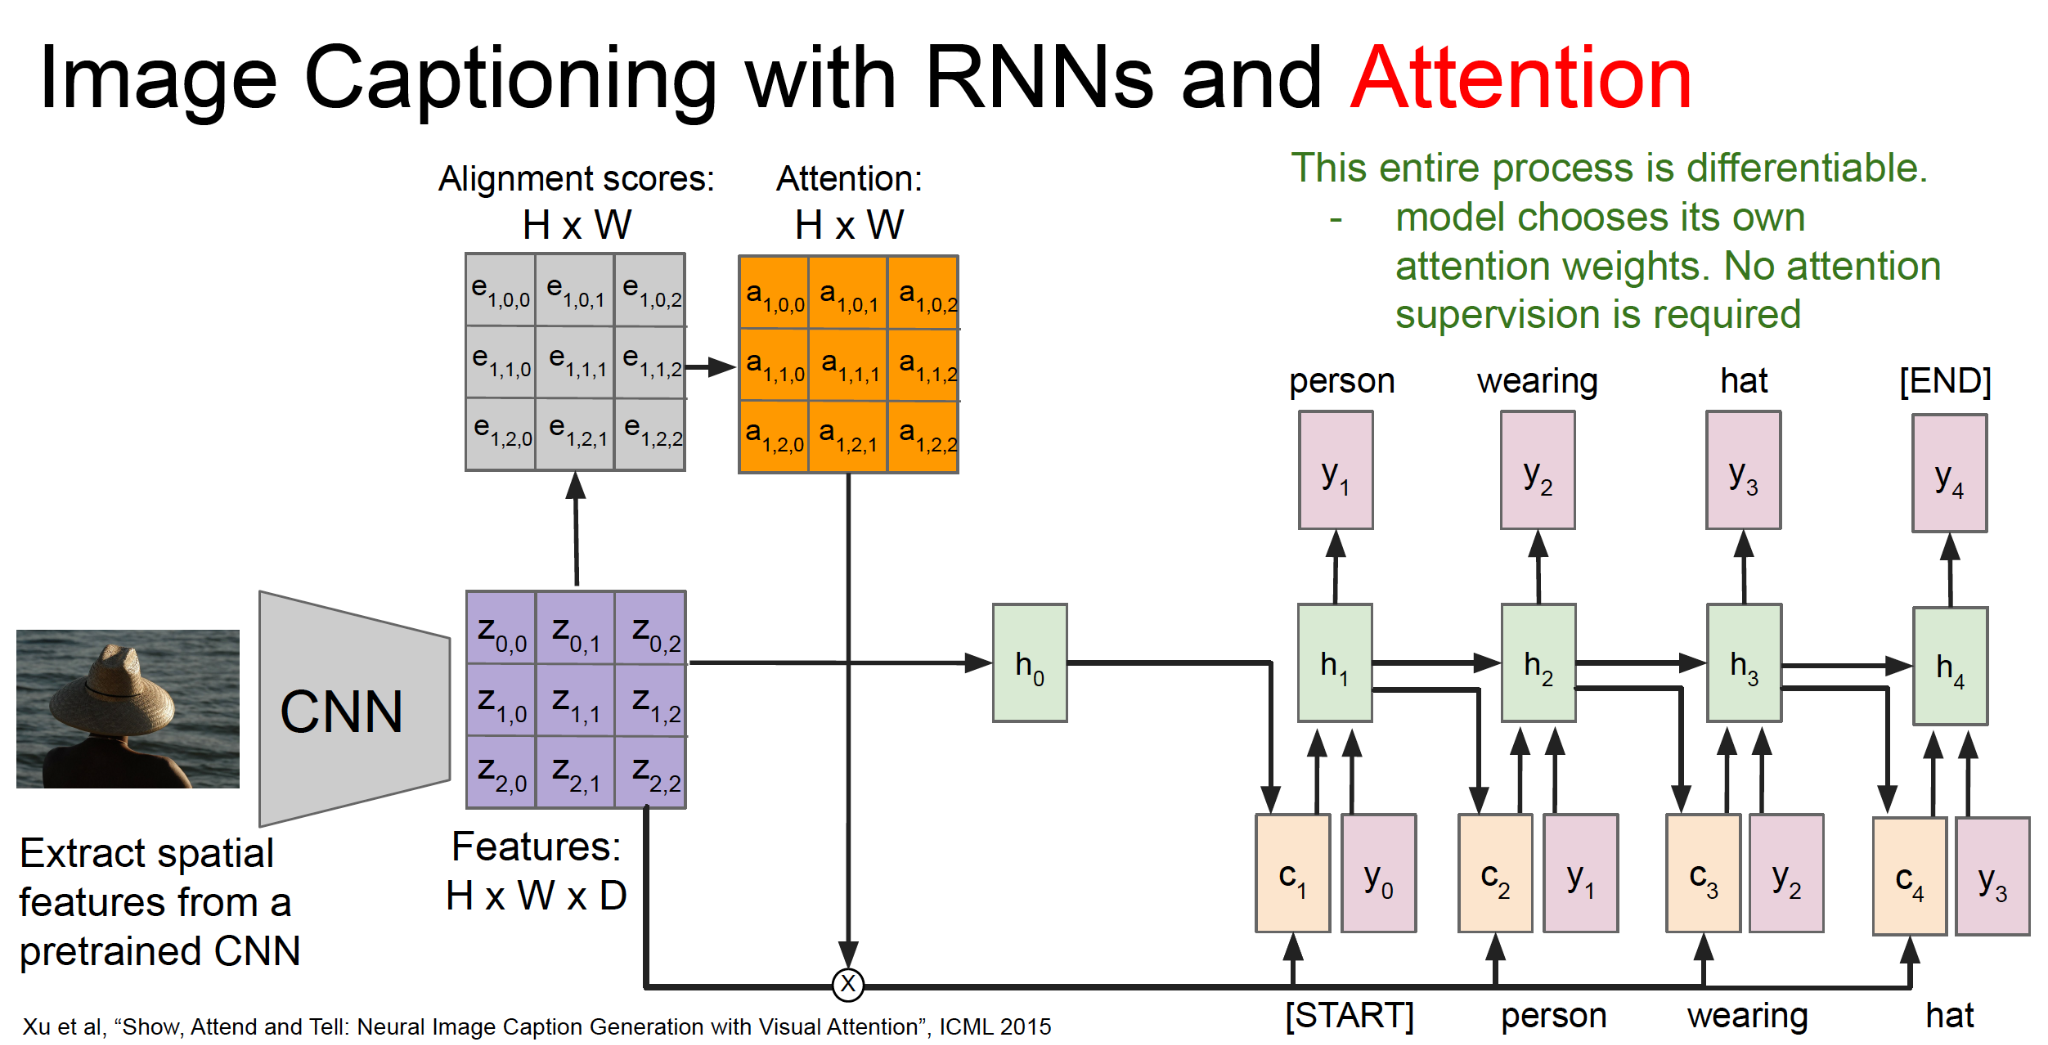 Image Captioning with RNNs and Attention
Alignment scores:
H x W
Attention:
H x W
This entire process is differentiable.
- model chooses its own
attention weights. No attention
supervision is required
e1,0,0 e1,0,1 e1,0,2
e1,1,0 e1,1,1 e1,1,2
e1,2,0 e1,2,1 e1,2,2
a1,0,0 a1,0,1 a1,0,2
a1,1,0 a1,1,1 a1,1,2
a1,2,0 a1,2,1 a1,2,2
person wearing hat [END]
y1 y2 y3 y4
CNN
z0,0 z0,1 z0,2
z1,0 z1,1 z1,2
z2,0 z2,1 z2,2
h0 h1 h2 h3 h4
Extract spatial
features from a
pretrained CNN
Features:
H x W x D
c1 y0 c2 y1 c3 y2 c4 y3
X
[START] person wearing hat
Xu et al, “Show, Attend and Tell: Neural Image Caption Generation with Visual Attention”, ICML 2015